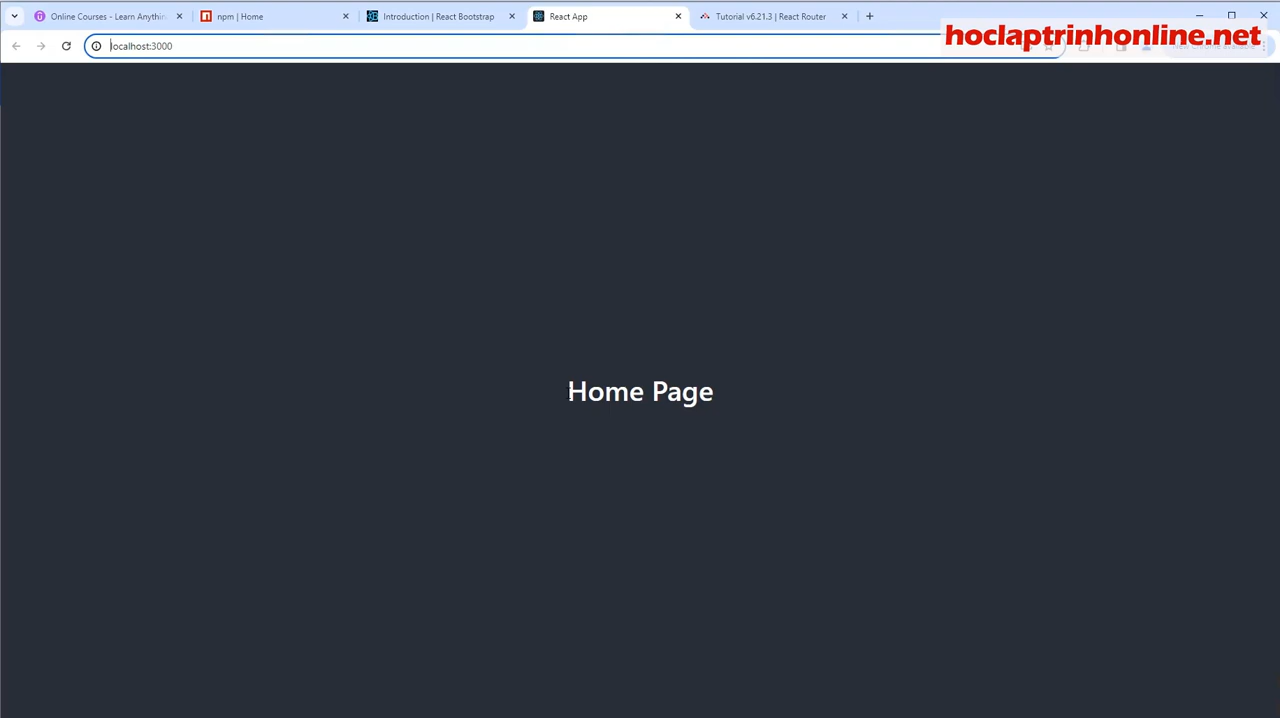 Online Courses - Learn Anythin
npm | Home
Introduction | React Bootstrap
React App
Tutorial v6.21.3 | React Router
hoclaptrinhonline.net
localhost:3000
Home Page